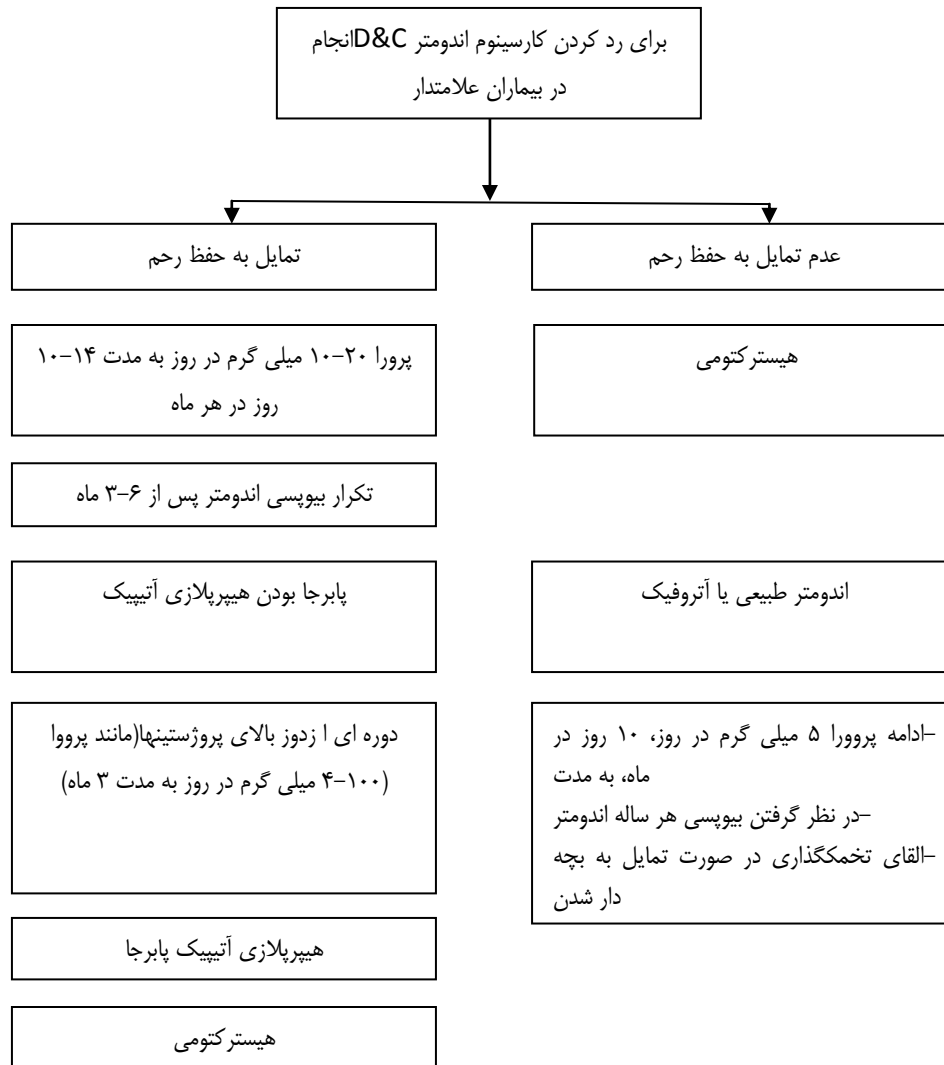 برای رد کردن کارسینوم اندومتر D&Cانجام
در بیماران علامتدار
عدم تمایل به حفظ رحم
تمایل به حفظ رحم
هیسترکتومی
پرورا ۲۰–۱۰ میلی گرم در روز به مدت ۱۴–۱۰
روز در هر ماه
تکرار بیوپسی اندومتر پس از ۶–۳ ماه
اندومتر طبیعی یا آتروفیک
پابرجا بودن هیپرپلازی آتیپیک
–ادامه پروورا ۵ میلی گرم در روز، ۱۰ روز در
ماه، به مدت
–در نظر گرفتن بیوپسی هر ساله اندومتر
–القای تخمکگذاری در صورت تمایل به بچه
دار شدن
دوره ای ا زدوز بالای پروژستینها(مانند پرووا
(۱۰۰–۴ میلی گرم در روز به مدت ۳ ماه)
هیپرپلازی آتیپیک پابرجا
هیسترکتومی